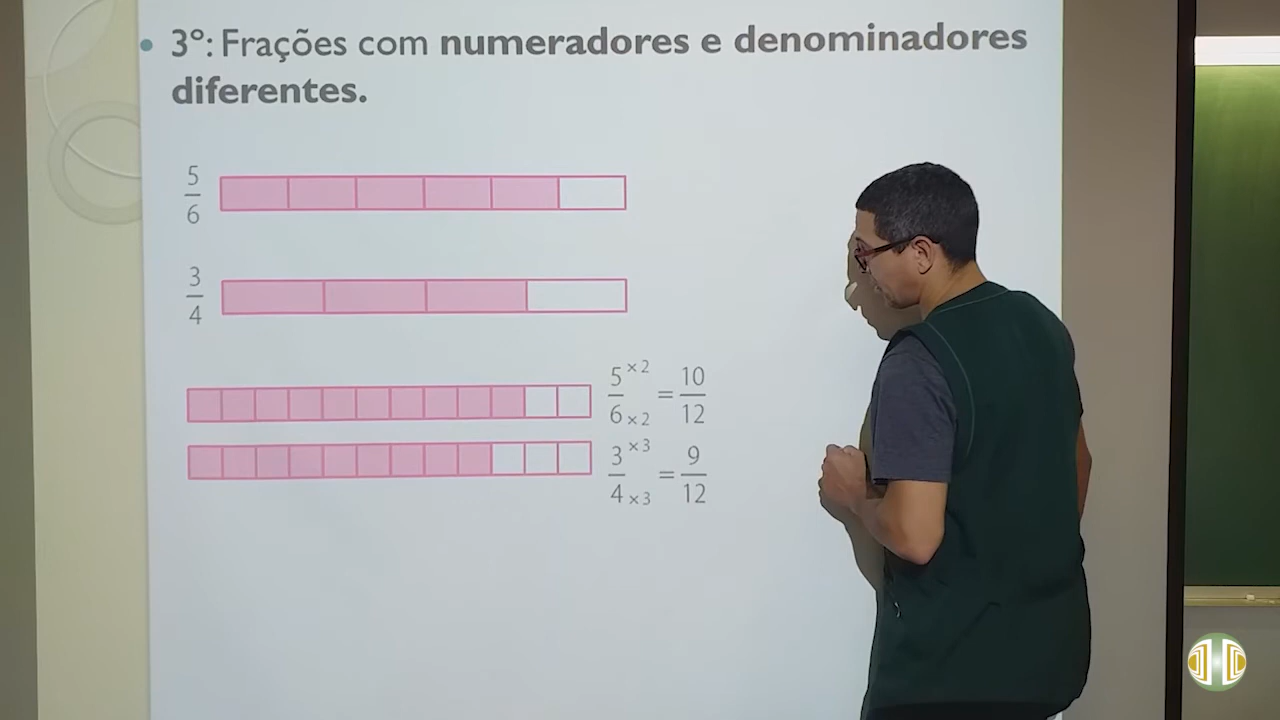 • 3º: Frações com numeradores e denominadores
diferentes.
5/6
3/4
5×2/6×2 = 10/12
3×3/4×3 = 9/12